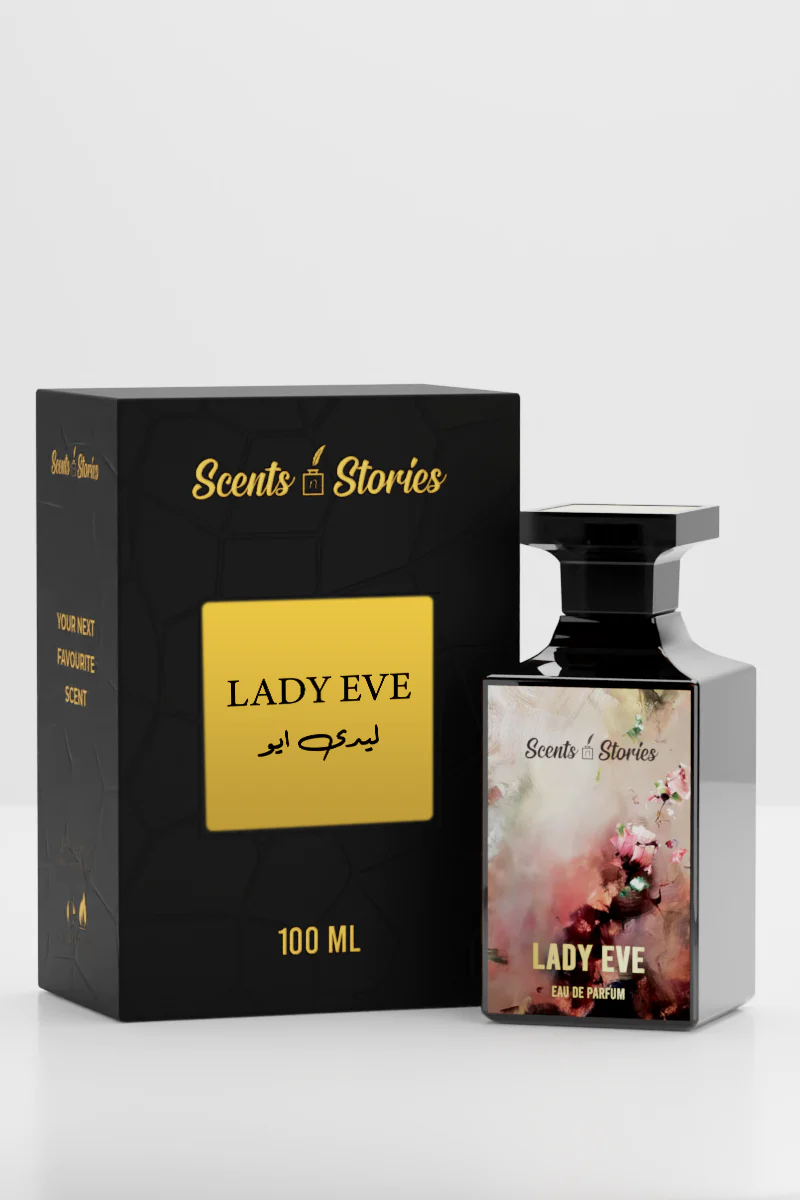 Scents Stories
YOUR NEXT
FAVOURITE
SCENT
Scents Stories
LADY EVE
ليدي ايو
100 ML
Scents Stories
LADY EVE
EAU DE PARFUM